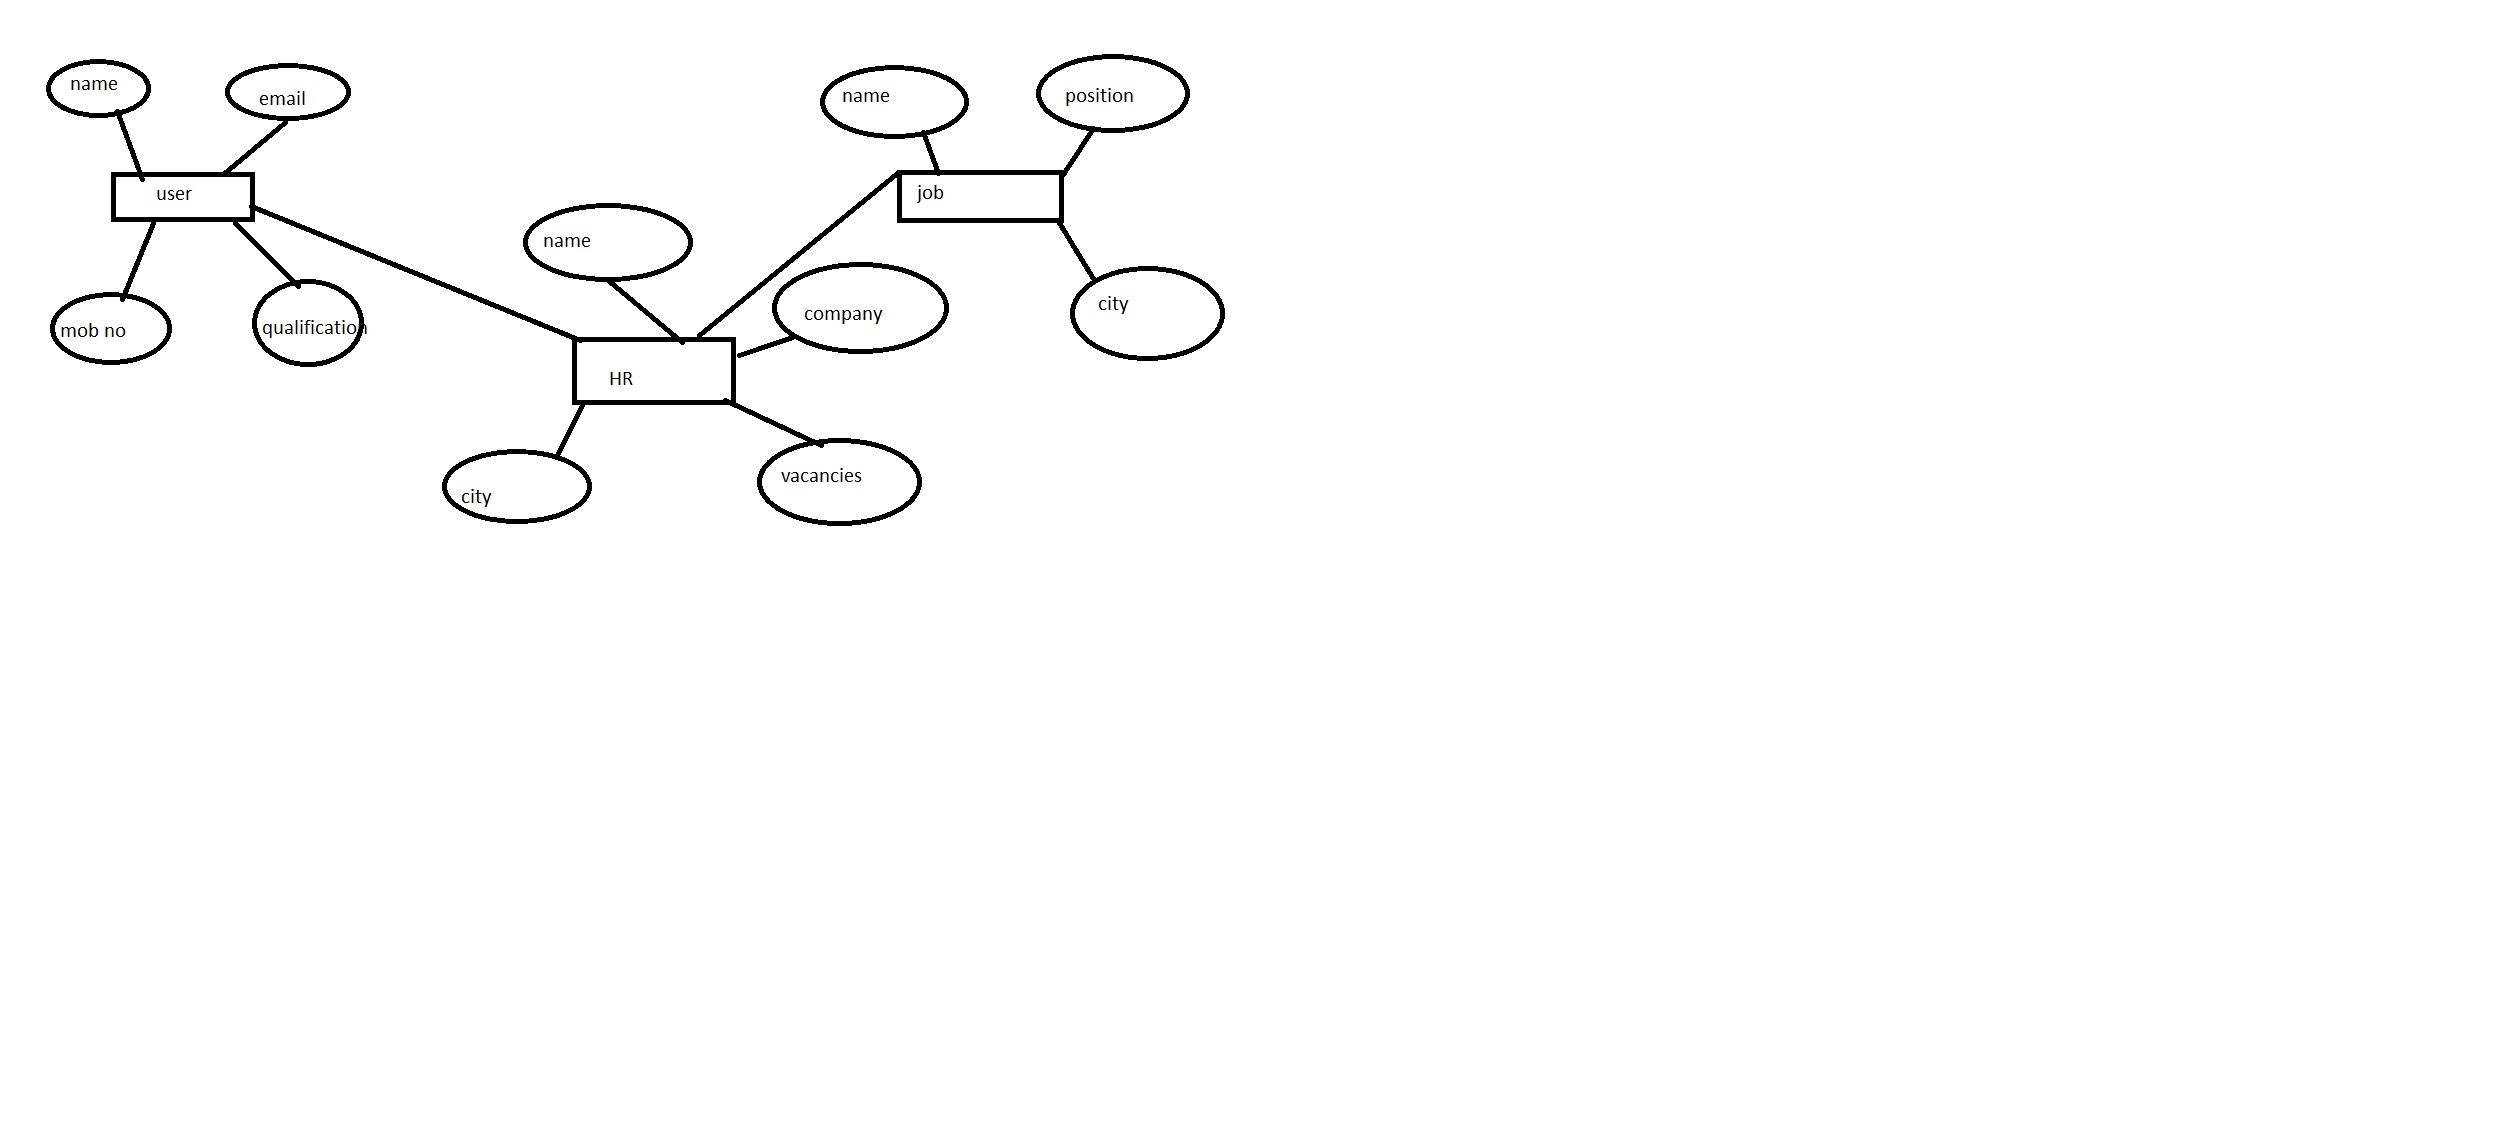 name
email
user
mob no
qualification
name
position
job
city
name
company
HR
city
vacancies